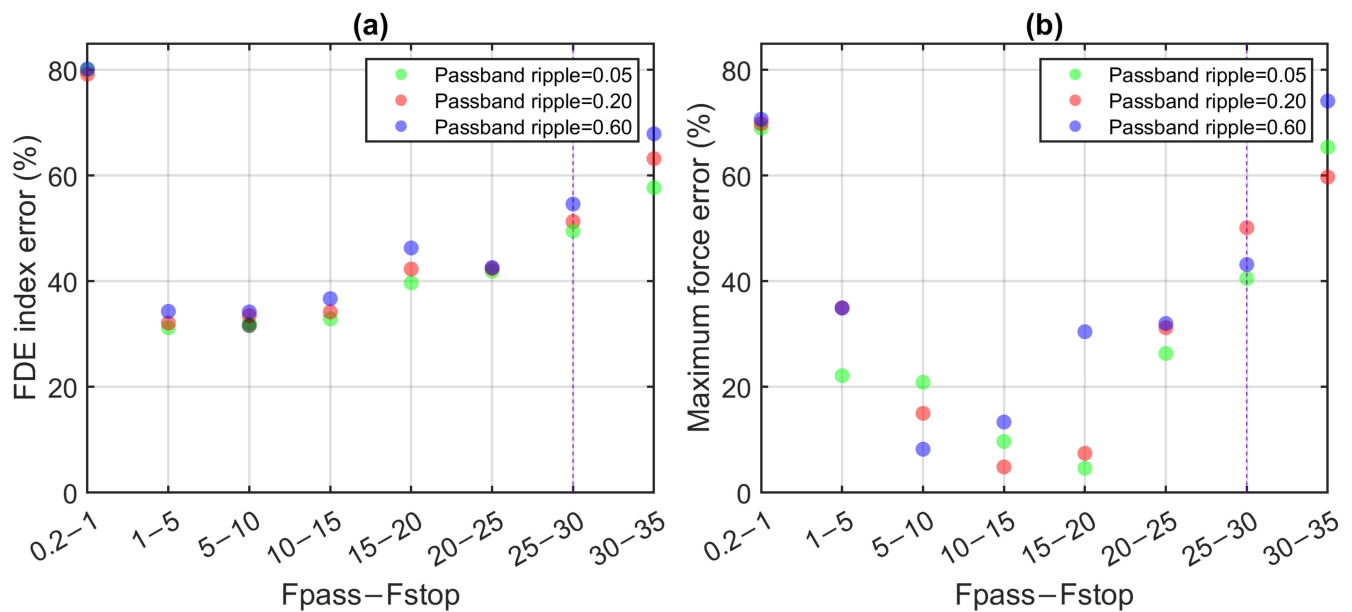 (a)
FDE index error (%)
80
60
40
20
0
Passband ripple=0.05
Passband ripple=0.20
Passband ripple=0.60
0.2−1
1−5
5−10
10−15
15−20
20−25
25−30
30−35
Fpass−Fstop
(b)
Maximum force error (%)
80
60
40
20
0
Passband ripple=0.05
Passband ripple=0.20
Passband ripple=0.60
0.2−1
1−5
5−10
10−15
15−20
20−25
25−30
30−35
Fpass−Fstop